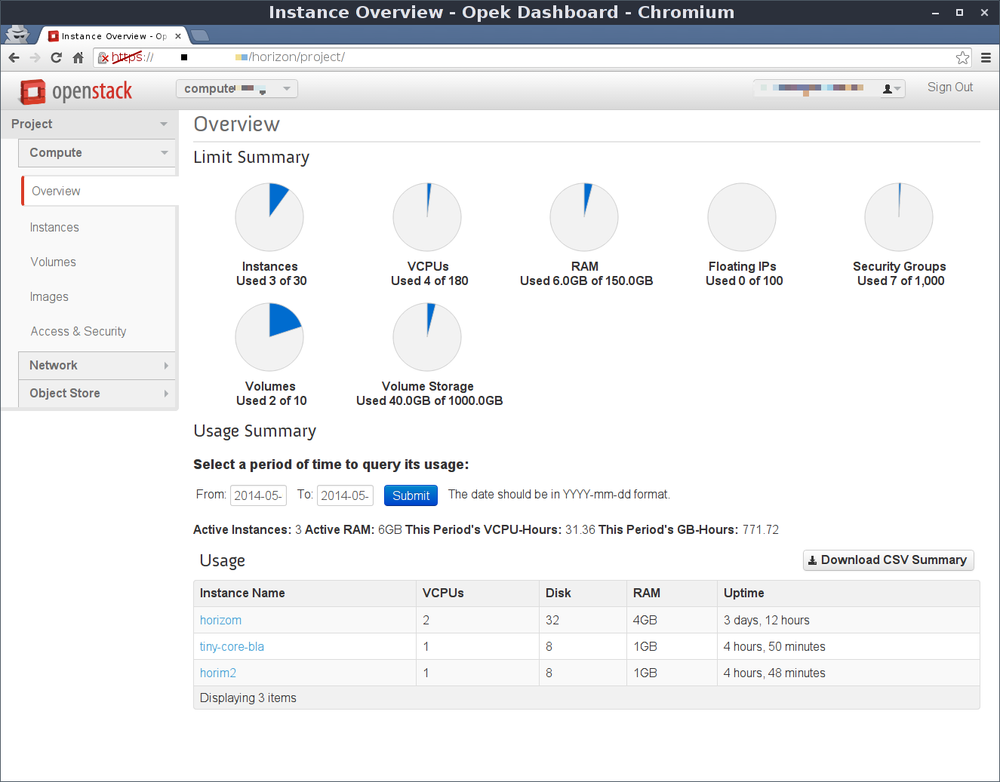 Instance Overview - Opek Dashboard - Chromium
Instance Overview - Op
https://
/horizon/project/
openstack
compute
Sign Out
Project
Compute
Overview
Instances
Volumes
Images
Access & Security
Network
Object Store
Overview
Limit Summary
Instances
Used 3 of 30
VCPUs
Used 4 of 180
RAM
Used 6.0GB of 150.0GB
Floating IPs
Used 0 of 100
Security Groups
Used 7 of 1,000
Volumes
Used 2 of 10
Volume Storage
Used 40.0GB of 1000.0GB
Usage Summary
Select a period of time to query its usage:
From: 2014-05- To: 2014-05- Submit The date should be in YYYY-mm-dd format.
Active Instances: 3 Active RAM: 6GB This Period's VCPU-Hours: 31.36 This Period's GB-Hours: 771.72
Usage
Download CSV Summary
Instance Name VCPUs Disk RAM Uptime
horizom 2 32 4GB 3 days, 12 hours
tiny-core-bla 1 8 1GB 4 hours, 50 minutes
horim2 1 8 1GB 4 hours, 48 minutes
Displaying 3 items